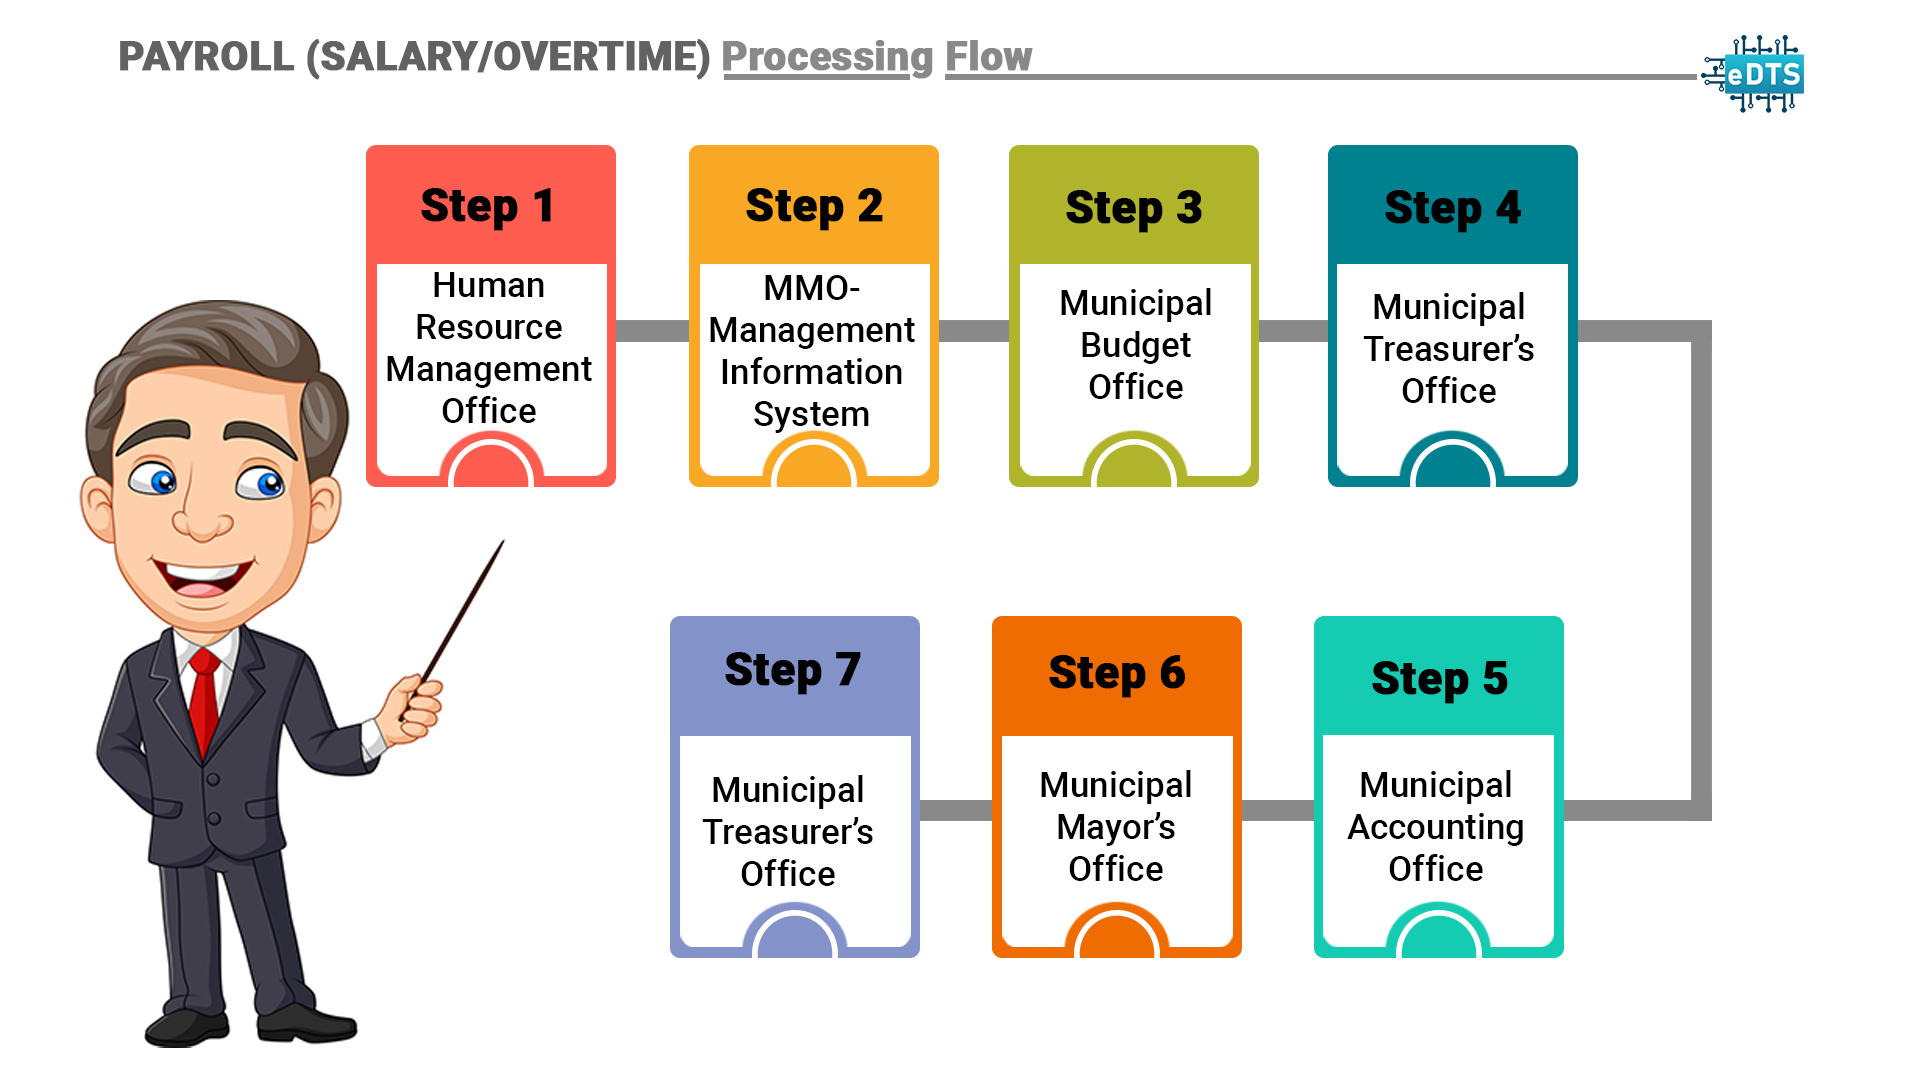 PAYROLL (SALARY/OVERTIME) Processing Flow
eDTS
Step 1
Human
Resource
Management
Office
Step 2
MMO-
Management
Information
System
Step 3
Municipal
Budget
Office
Step 4
Municipal
Treasurer’s
Office
Step 5
Municipal
Accounting
Office
Step 6
Municipal
Mayor’s
Office
Step 7
Municipal
Treasurer’s
Office